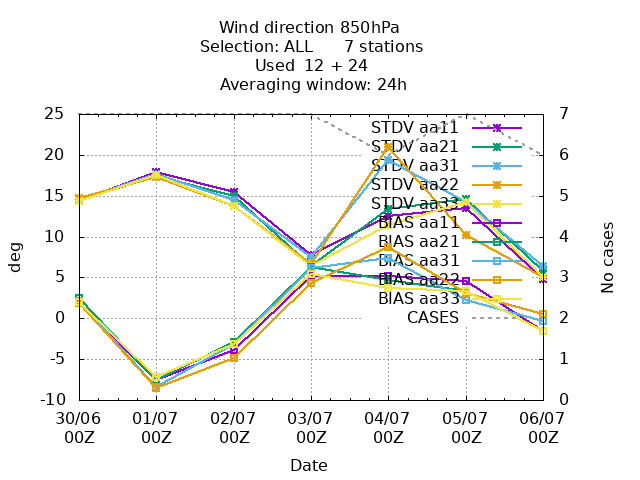 Wind direction 850hPa
Selection: ALL 7 stations
Used 12 + 24
Averaging window: 24h
25
20
15
10
5
0
-5
-10
deg
7
6
5
4
3
2
1
0
No cases
STDV aa11
STDV aa21
STDV aa31
STDV aa22
STDV aa33
BIAS aa11
BIAS aa21
BIAS aa31
BIAS aa22
BIAS aa33
CASES
30/06 01/07 02/07 03/07 04/07 05/07 06/07
00Z 00Z 00Z 00Z 00Z 00Z 00Z
Date